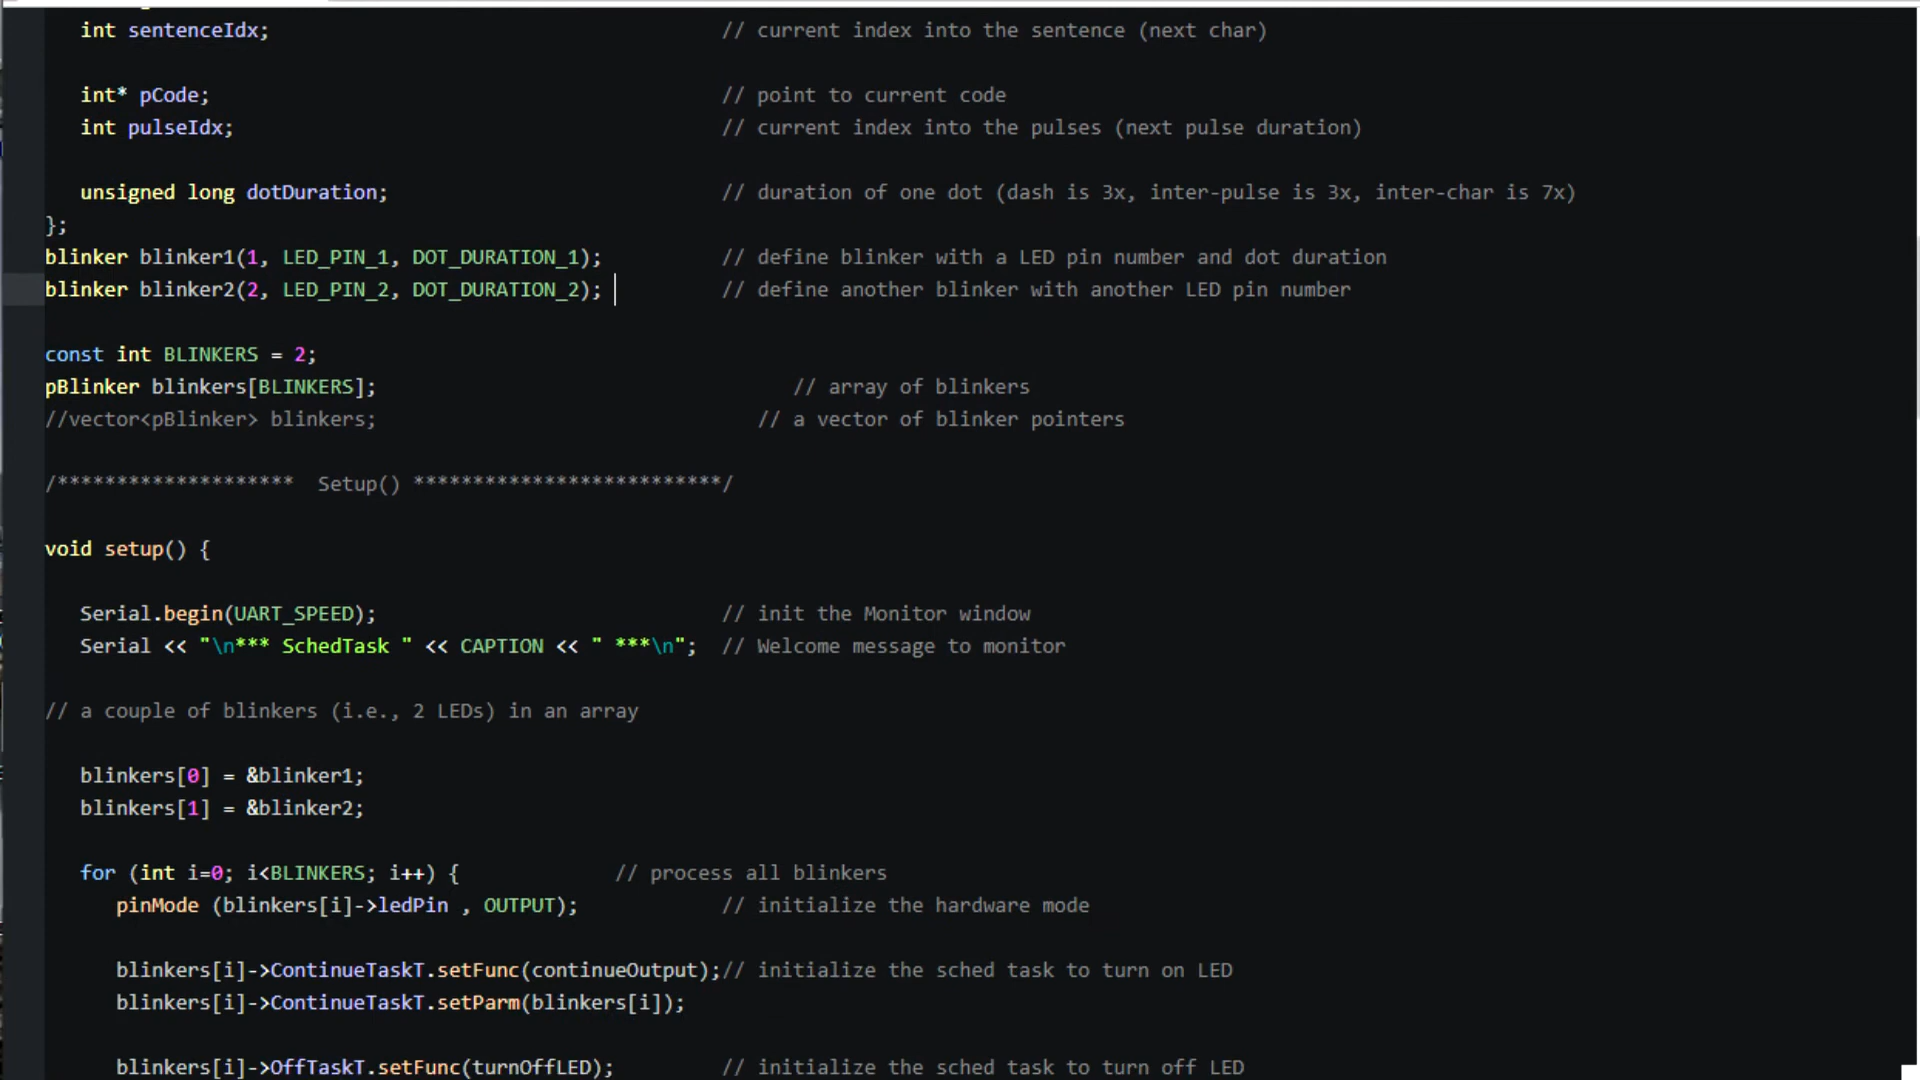 int sentenceIdx; // current index into the sentence (next char)
int* pCode; // point to current code
int pulseIdx; // current index into the pulses (next pulse duration)
unsigned long dotDuration; // duration of one dot (dash is 3x, inter-pulse is 3x, inter-char is 7x)
};
blinker blinker1(1, LED_PIN_1, DOT_DURATION_1); // define blinker with a LED pin number and dot duration
blinker blinker2(2, LED_PIN_2, DOT_DURATION_2); // define another blinker with another LED pin number
const int BLINKERS = 2;
pBlinker blinkers[BLINKERS]; // array of blinkers
//vector<pBlinker> blinkers; // a vector of blinker pointers
/******************** Setup() **************************/
void setup() {
Serial.begin(UART_SPEED); // init the Monitor window
Serial << "\n*** SchedTask " << CAPTION << " ***\n"; // Welcome message to monitor
// a couple of blinkers (i.e., 2 LEDs) in an array
blinkers[0] = &blinker1;
blinkers[1] = &blinker2;
for (int i=0; i<BLINKERS; i++) { // process all blinkers
pinMode (blinkers[i]->ledPin , OUTPUT); // initialize the hardware mode
blinkers[i]->ContinueTaskT.setFunc(continueOutput);// initialize the sched task to turn on LED
blinkers[i]->ContinueTaskT.setParm(blinkers[i]);
blinkers[i]->OffTaskT.setFunc(turnOffLED); // initialize the sched task to turn off LED